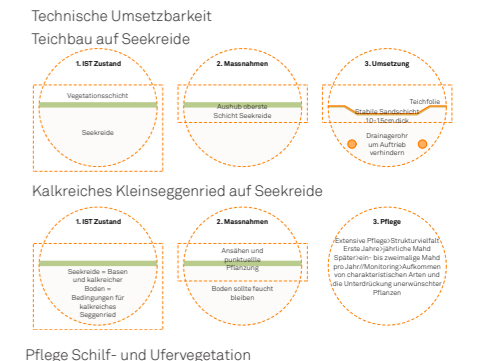 Technische Umsetzbarkeit
Teichbau auf Seekreide
1. IST Zustand
Vegetationsschicht
Seekreide
2. Massnahmen
Aushub oberste
Schicht Seekreide
3. Umsetzung
Teichfolie
Stabile Sandschicht
10-15cm dick
Drainagerohr
um Auftrieb
verhindern
Kalkreiches Kleinseggenried auf Seekreide
1. IST Zustand
Seekreide = Basen
und kalkreicher
Boden =
Bedingungen für
kalkreiches
Seggenried
2. Massnahmen
Ansähen und
punktuellle
Pflanzung
Boden sollte feucht
bleiben
3. Pflege
Extensive Pflege>Strukturvielfalt
Erste Jahre>jährliche Mahd
Später>ein- bis zweimalige Mahd
pro Jahr//Monitoring>Aufkommen
von charakteristischen Arten und
die Unterdrückung unerwünschter
Pflanzen
Pflege Schilf- und Ufervegetation